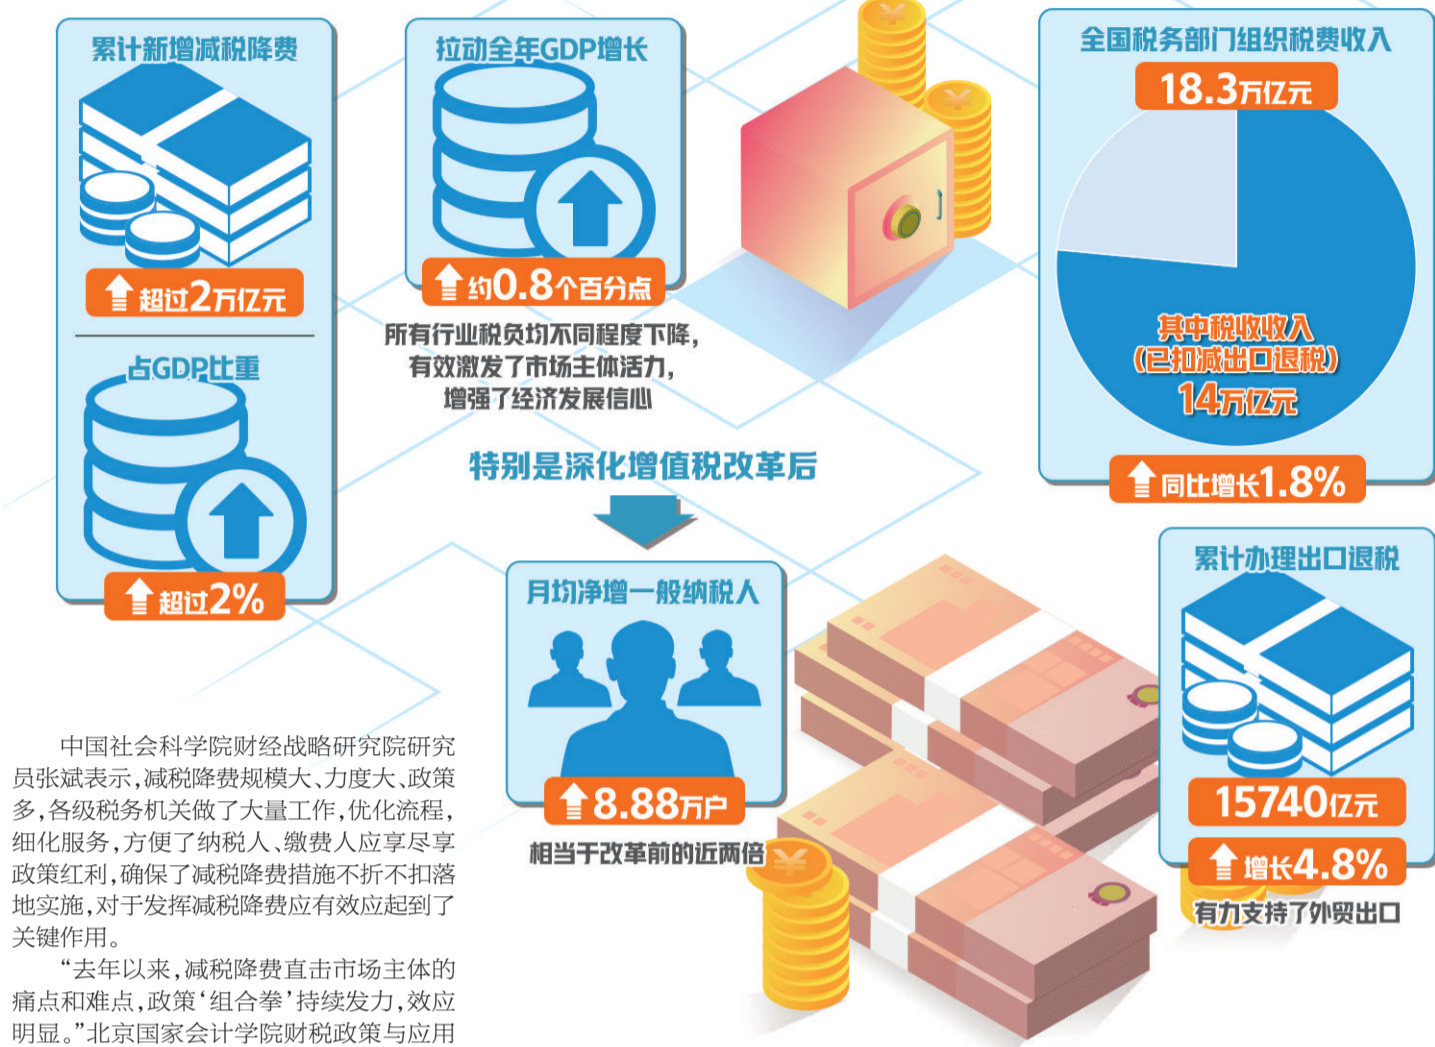 累计新增减税降费
超过2万亿元
占GDP比重
超过2%
拉动全年GDP增长
约0.8个百分点
所有行业税负均不同程度下降，
有效激发了市场主体活力，
增强了经济发展信心
特别是深化增值税改革后
月均净增一般纳税人
8.88万户
相当于改革前的近两倍
全国税务部门组织税费收入
18.3万亿元
其中税收收入
（已扣减出口退税）
14万亿元
同比增长1.8%
累计办理出口退税
15740亿元
增长4.8%
有力支持了外贸出口
¥
¥
¥
中国社会科学院财经战略研究院研究
员张斌表示，减税降费规模大、力度大、政策
多，各级税务机关做了大量工作，优化流程，
细化服务，方便了纳税人、缴费人应享尽享
政策红利，确保了减税降费措施不折不扣落
地实施，对于发挥减税降费应有效应起到了
关键作用。
“去年以来，减税降费直击市场主体的
痛点和难点，政策‘组合拳’持续发力，效应
明显。”北京国家会计学院财税政策与应用